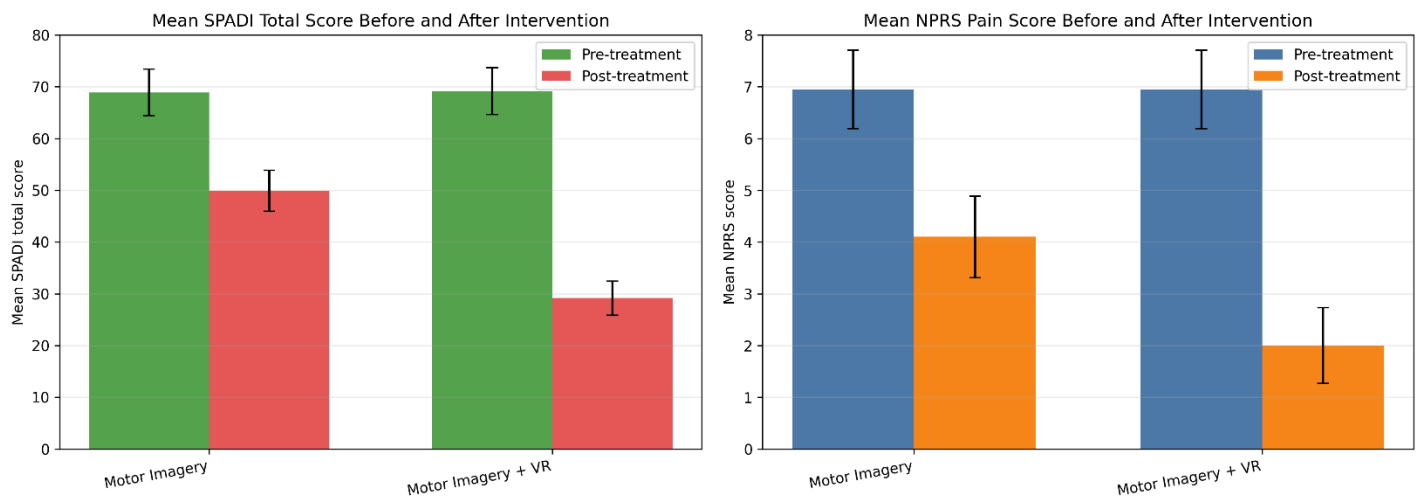 Mean SPADI Total Score Before and After Intervention
80
70
60
50
40
30
20
10
0
Mean SPADI total score
Pre-treatment
Post-treatment
Motor Imagery
Motor Imagery + VR
Mean NPRS Pain Score Before and After Intervention
8
7
6
5
4
3
2
1
0
Mean NPRS score
Pre-treatment
Post-treatment
Motor Imagery
Motor Imagery + VR